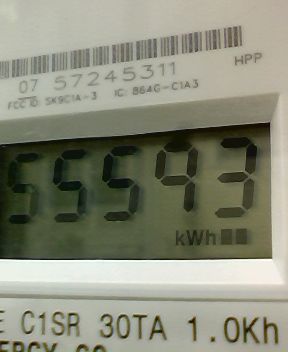 HPP
07 57245311
FCC ID: SK9C1A-3 IC: 864G-C1A3
55593
kWh
C1SR 30TA 1.0Kh